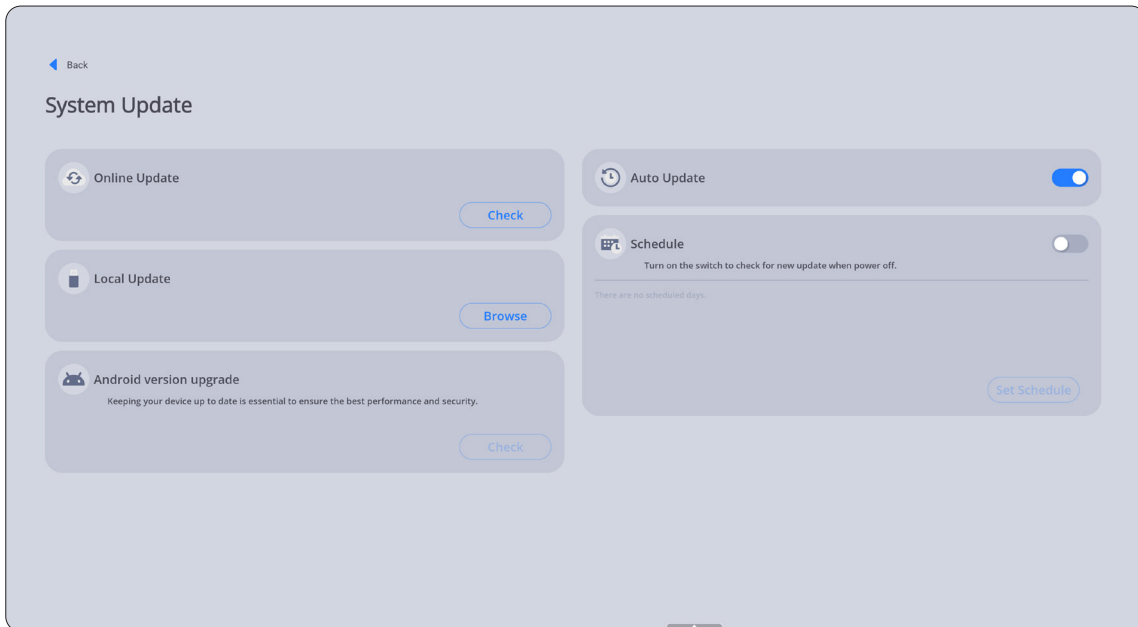 Back
System Update
Online Update
Check
Local Update
Browse
Android version upgrade
Keeping your device up to date is essential to ensure the best performance and security.
Check
Auto Update
Schedule
Turn on the switch to check for new update when power off.
There are no scheduled days.
Set Schedule